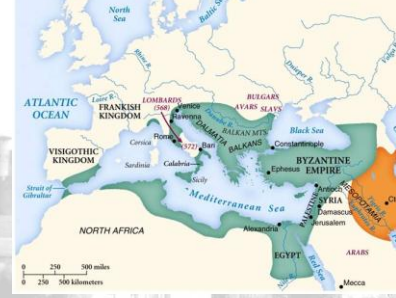 North
Sea
Baltic Sea
Rhine R.
Dnieper R.
Volga R.
ATLANTIC
OCEAN
Loire R.
FRANKISH
KINGDOM
LOMBARDS
(568)
Venice
Ravenna
BULGARS
AVARS SLAVS
Danube R.
DALMATIA
BALKAN MTS.
BALKANS
Black Sea
Constantinople
VISIGOTHIC
KINGDOM
Corsica
Rome
(572)
Bari
Sardinia
Calabria
Sicily
Ephesus
BYZANTINE
EMPIRE
Strait of
Gibraltar
Mediterranean Sea
Antioch
SYRIA
MESOPOTAMIA
Damascus
PALESTINE
Jerusalem
NORTH AFRICA
Alexandria
EGYPT
Red Sea
ARABS
Mecca
0 250 500 miles
0 250 500 kilometers